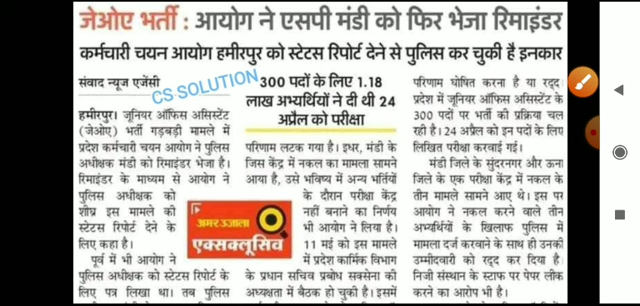 जेओए भर्ती : आयोग ने एसपी मंडी को फिर भेजा रिमाइंडर
कर्मचारी चयन आयोग हमीरपुर को स्टेटस रिपोर्ट देने से पुलिस कर चुकी है इनकार
संवाद न्यूज एजेंसी
CS SOLUTION
हमीरपुर। जूनियर ऑफिस असिस्टेंट
(जेओए) भर्ती गड़बड़ी मामले में
प्रदेश कर्मचारी चयन आयोग ने पुलिस
अधीक्षक मंडी को रिमाइंडर भेजा है।
रिमाइंडर के माध्यम से आयोग ने
पुलिस अधीक्षक को
शीघ्र इस मामले की
स्टेटस रिपोर्ट देने के
लिए कहा है।
पूर्व में भी आयोग ने
पुलिस अधीक्षक को स्टेटस रिपोर्ट के
लिए पत्र लिखा था। तब पुलिस
300 पदों के लिए 1.18
लाख अभ्यर्थियों ने दी थी 24
अप्रैल को परीक्षा
परिणाम लटक गया है। इधर, मंडी के
जिस केंद्र में नकल का मामला सामने
आया है, उसे भविष्य में अन्य भर्तियों
के दौरान परीक्षा केंद्र
नहीं बनाने का निर्णय
भी आयोग ने लिया है।
11 मई को इस मामले
में प्रदेश कार्मिक विभाग
के प्रधान सचिव प्रबोध सक्सेना की
अध्यक्षता में बैठक हो चुकी है। इसमें
अमर उजाला
एक्सक्लूसिव
परिणाम घोषित करना है या रद्द।
प्रदेश में जूनियर ऑफिस असिस्टेंट के
300 पदों पर भर्ती की प्रक्रिया चल
रही है। 24 अप्रैल को इन पदों के लिए
लिखित परीक्षा करवाई गई।
मंडी जिले के सुंदरनगर और ऊना
जिले के एक परीक्षा केंद्र में नकल के
तीन मामले सामने आए थे। इस पर
आयोग ने नकल करने वाले तीन
अभ्यर्थियों के खिलाफ पुलिस में
मामला दर्ज करवाने के साथ ही उनकी
उम्मीदवारी को रद्द कर दिया है।
निजी संस्थान के स्टाफ पर पेपर लीक
करने का आरोप भी है।